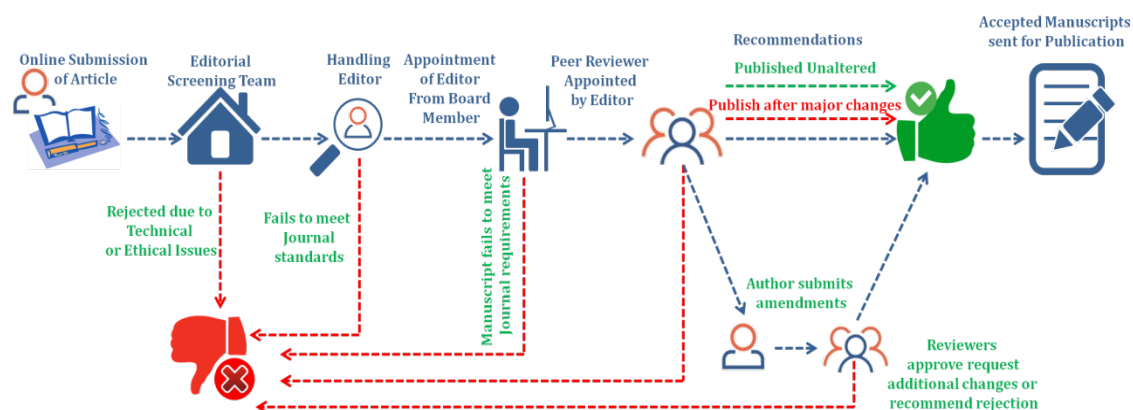 Online Submission
of Article
Editorial
Screening Team
Handling
Editor
Appointment
of Editor
From Board
Member
Peer Reviewer
Appointed
by Editor
Recommendations
Published Unaltered
Publish after major changes
Accepted Manuscripts
sent for Publication
Rejected due to
Technical
or Ethical Issues
Fails to meet
Journal
standards
Manuscript fails to meet
Journal requirements
Author submits
amendments
Reviewers
approve request
additional changes or
recommend rejection